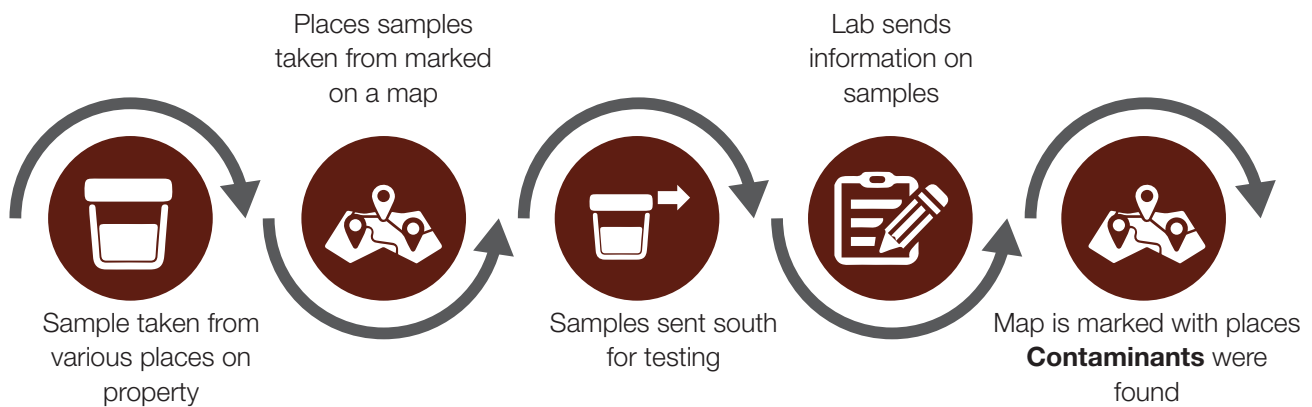 Sample taken from
various places on
property
Places samples
taken from marked
on a map
Samples sent south
for testing
Lab sends
information on
samples
Map is marked with places
Contaminants were
found